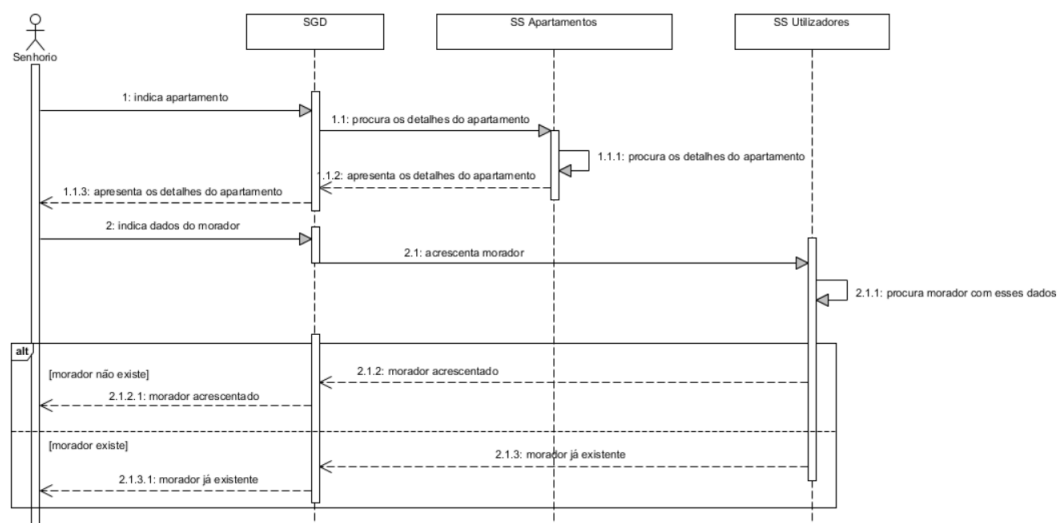 SGD
SS Apartamentos
SS Utilizadores
Senhorio
1: indica apartamento
1.1: procura os detalhes do apartamento
1.1.1: procura os detalhes do apartamento
1.1.2: apresenta os detalhes do apartamento
1.1.3: apresenta os detalhes do apartamento
2: indica dados do morador
2.1: acrescenta morador
2.1.1: procura morador com esses dados
alt
[morador não existe]
2.1.2: morador acrescentado
2.1.2.1: morador acrescentado
[morador existe]
2.1.3: morador já existente
2.1.3.1: morador já existente